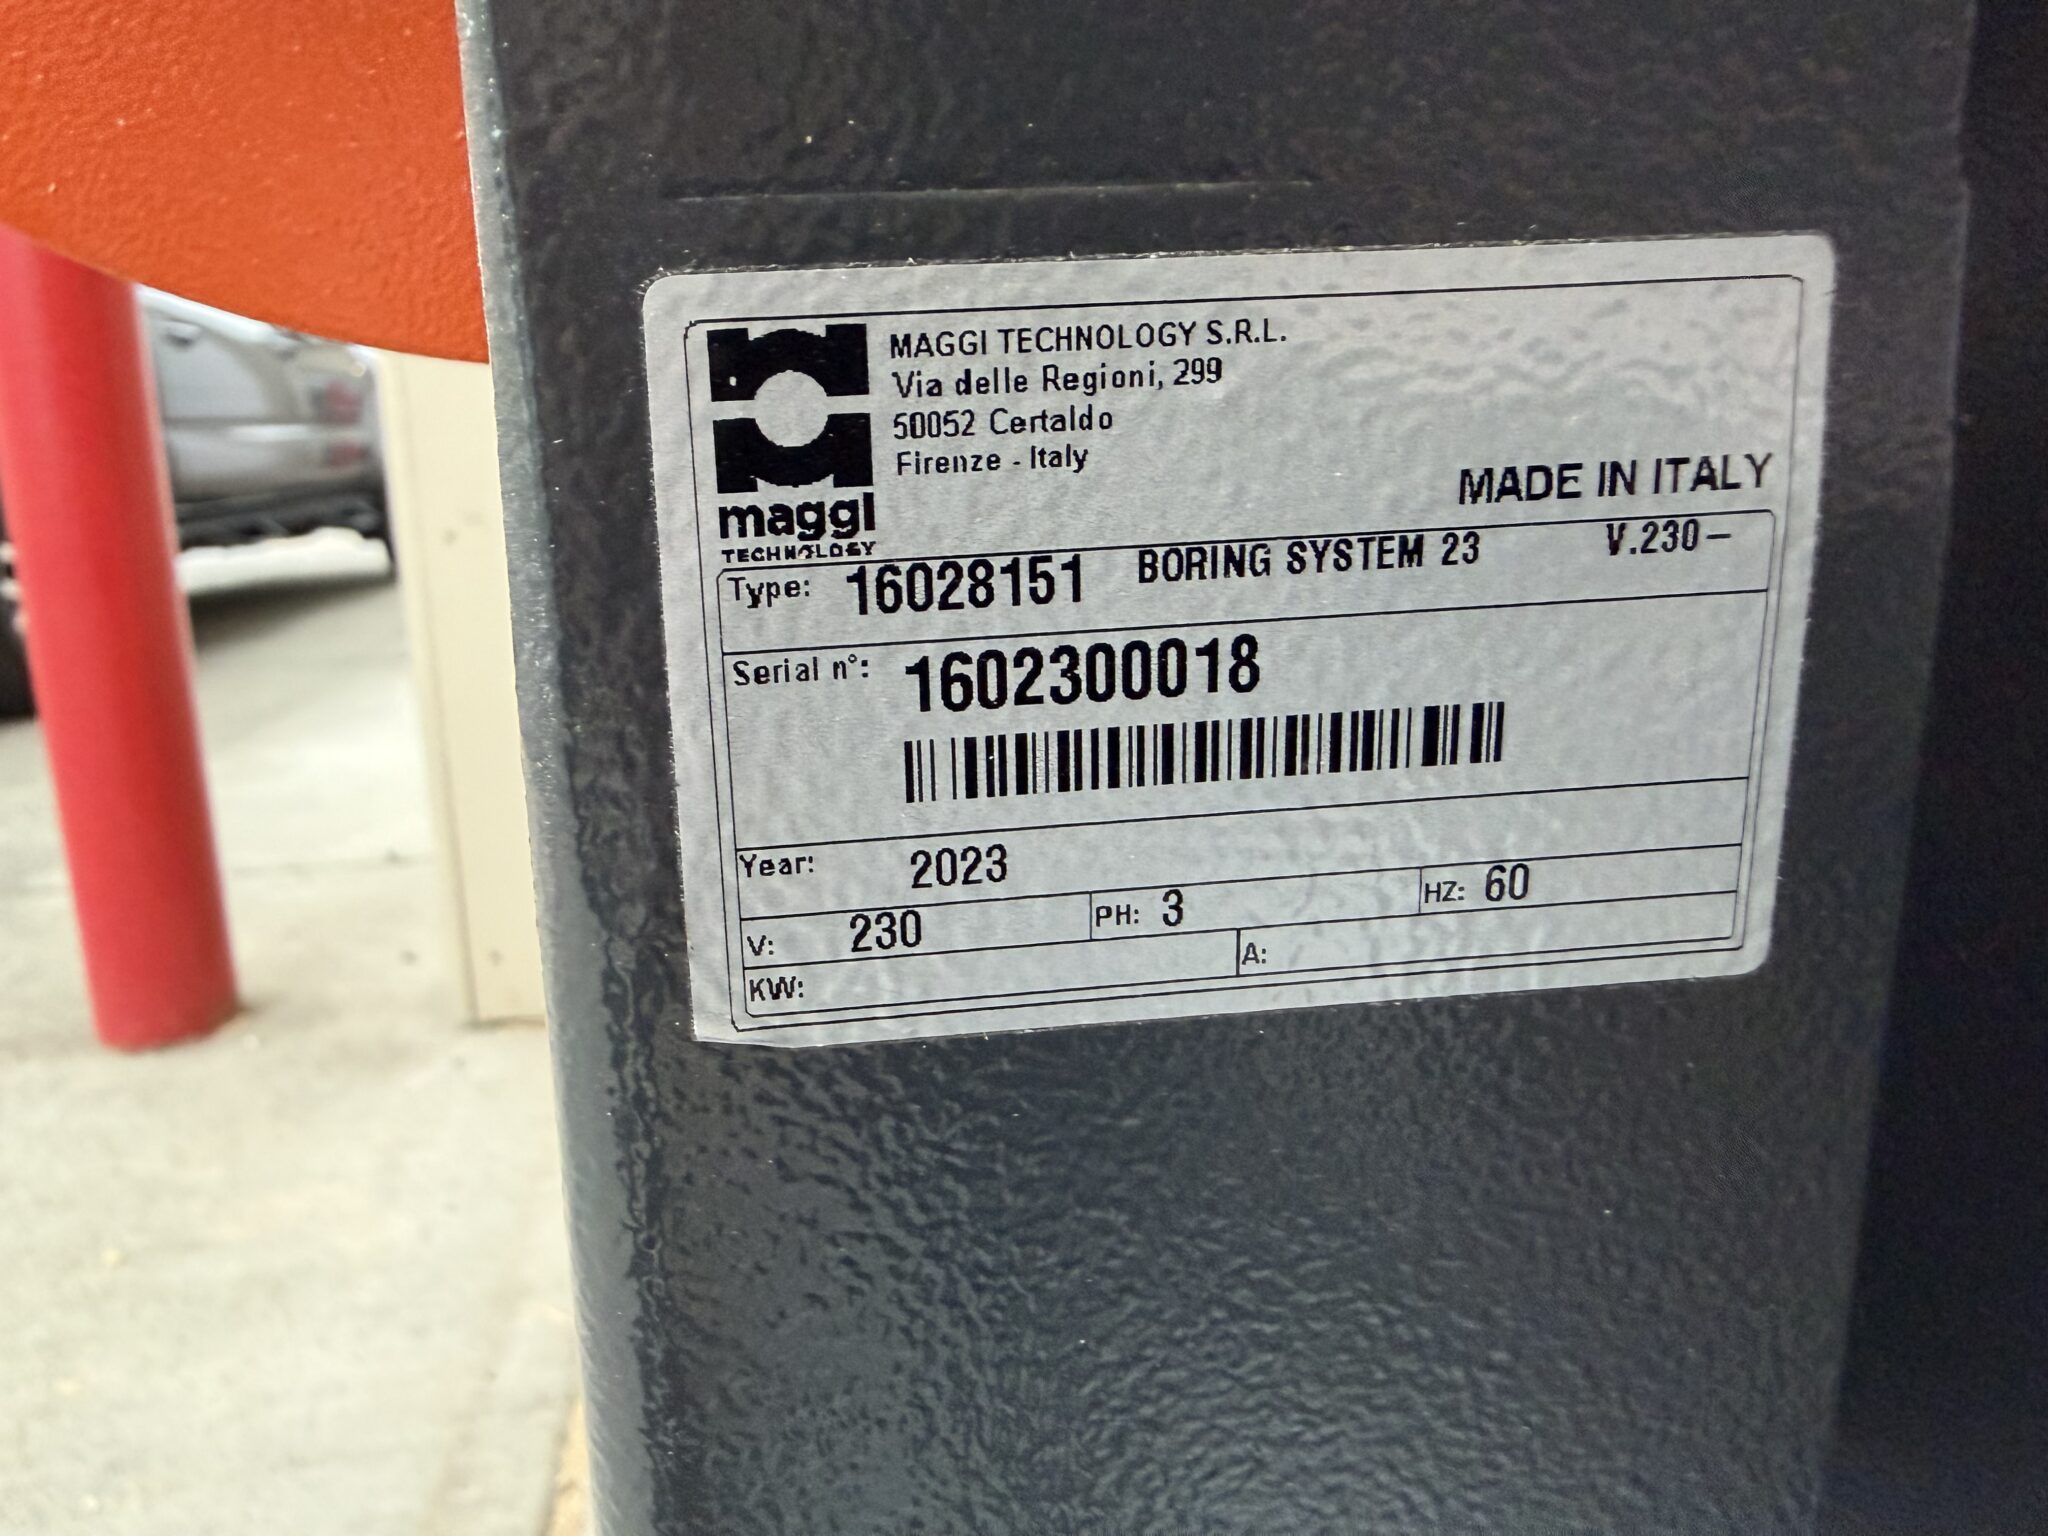 MAGGI TECHNOLOGY S.R.L.
Via delle Regioni, 299
50052 Certaldo
Firenze - Italy
maggi
TECHNOLOGY
MADE IN ITALY
Type: 16028151 BORING SYSTEM 23 V.230–
Serial n°: 1602300018
Year: 2023
V: 230 PH: 3 HZ: 60
KW: A: